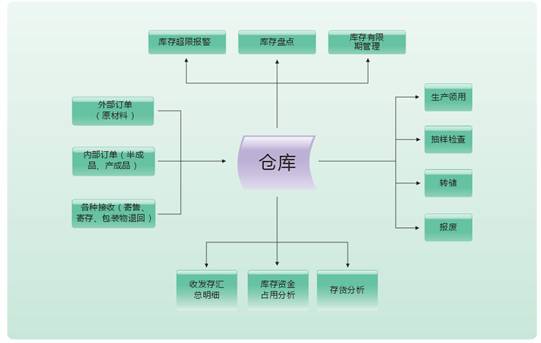 库存超限报警
库存盘点
库存有限
期管理
外部订单
（原材料）
内部订单（半成
品、产成品）
各种接收（寄售、
寄存、包装物退回）
仓库
生产领用
抽样检查
转储
报废
收发存汇
总明细
库存资金
占用分析
存货分析